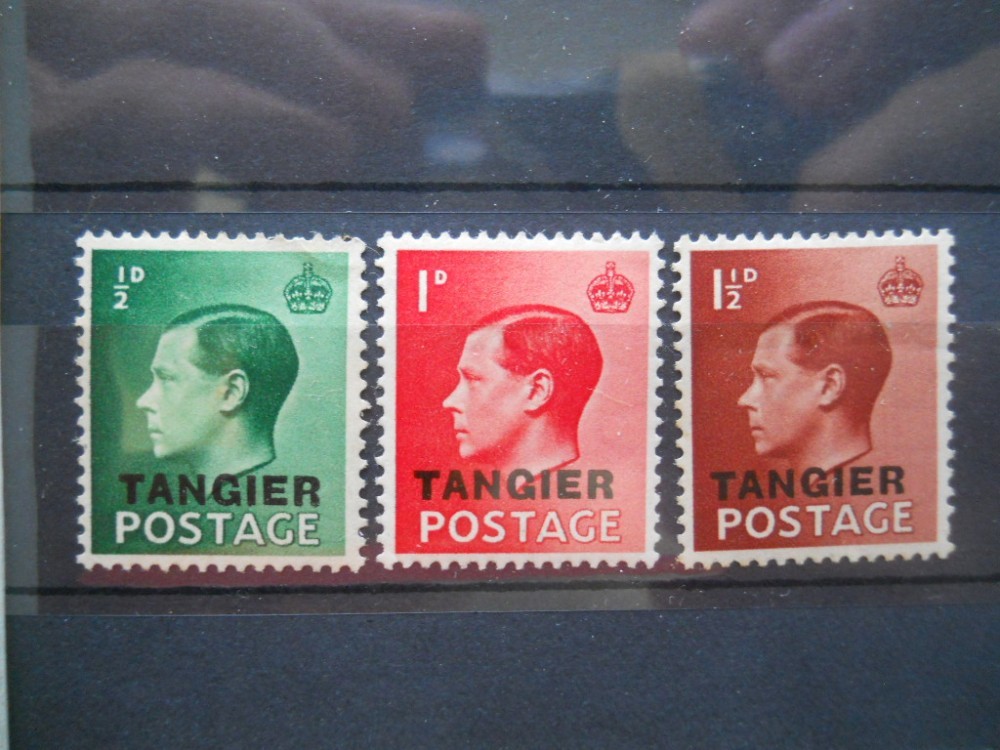 ½D
TANGIER
POSTAGE
1D
TANGIER
POSTAGE
1½D
TANGIER
POSTAGE